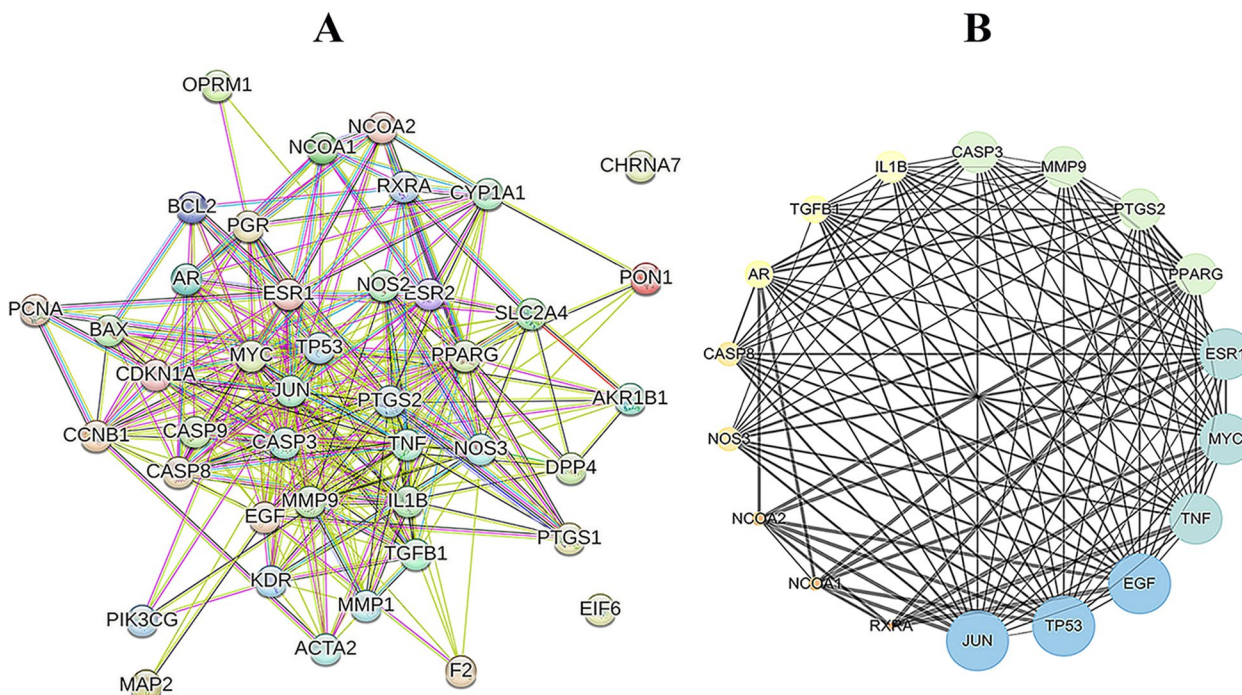 A
B
OPRM1
NCOA2
NCOA1
CHRNA7
RXRA
CYP1A1
BCL2
PGR
AR
ESR1
NOS2
ESR2
PON1
PCNA
BAX
SLC2A4
MYC
TP53
PPARG
CDKN1A
JUN
PTGS2
AKR1B1
CCNB1
CASP9
CASP3
TNF
NOS3
CASP8
DPP4
MMP9
IL1B
EGF
PTGS1
TGFB1
KDR
MMP1
EIF6
PIK3CG
ACTA2
F2
MAP2
CASP3
IL1B
MMP9
TGFB1
PTGS2
AR
PPARG
CASP8
ESR1
NOS3
MYC
NCOA2
TNF
NCOA1
EGF
RXRA
TP53
JUN